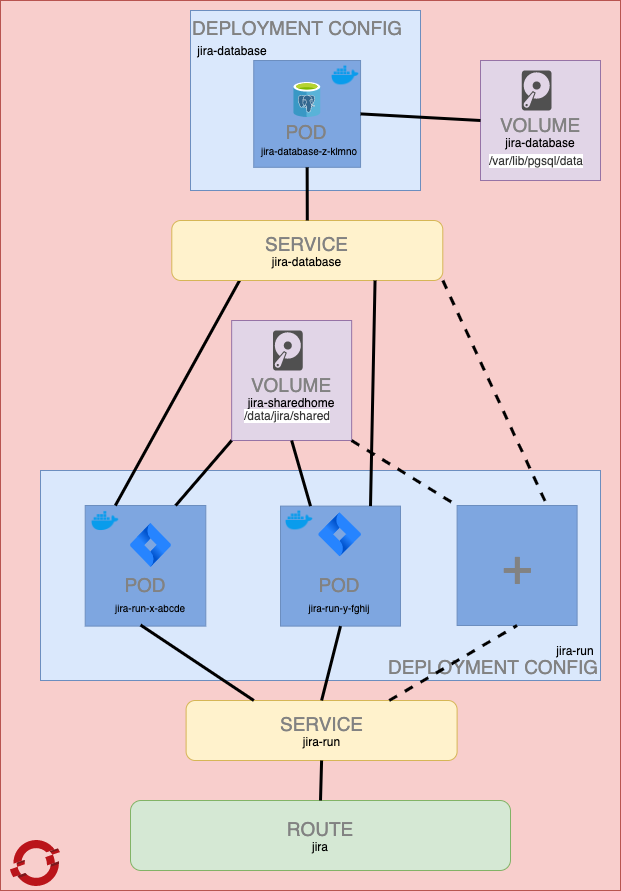 DEPLOYMENT CONFIG
jira-database
POD
jira-database-z-klmno
VOLUME
jira-database
/var/lib/pgsql/data
SERVICE
jira-database
VOLUME
jira-sharedhome
/data/jira/shared
POD
jira-run-x-abcde
POD
jira-run-y-fghij
+
jira-run
DEPLOYMENT CONFIG
SERVICE
jira-run
ROUTE
jira